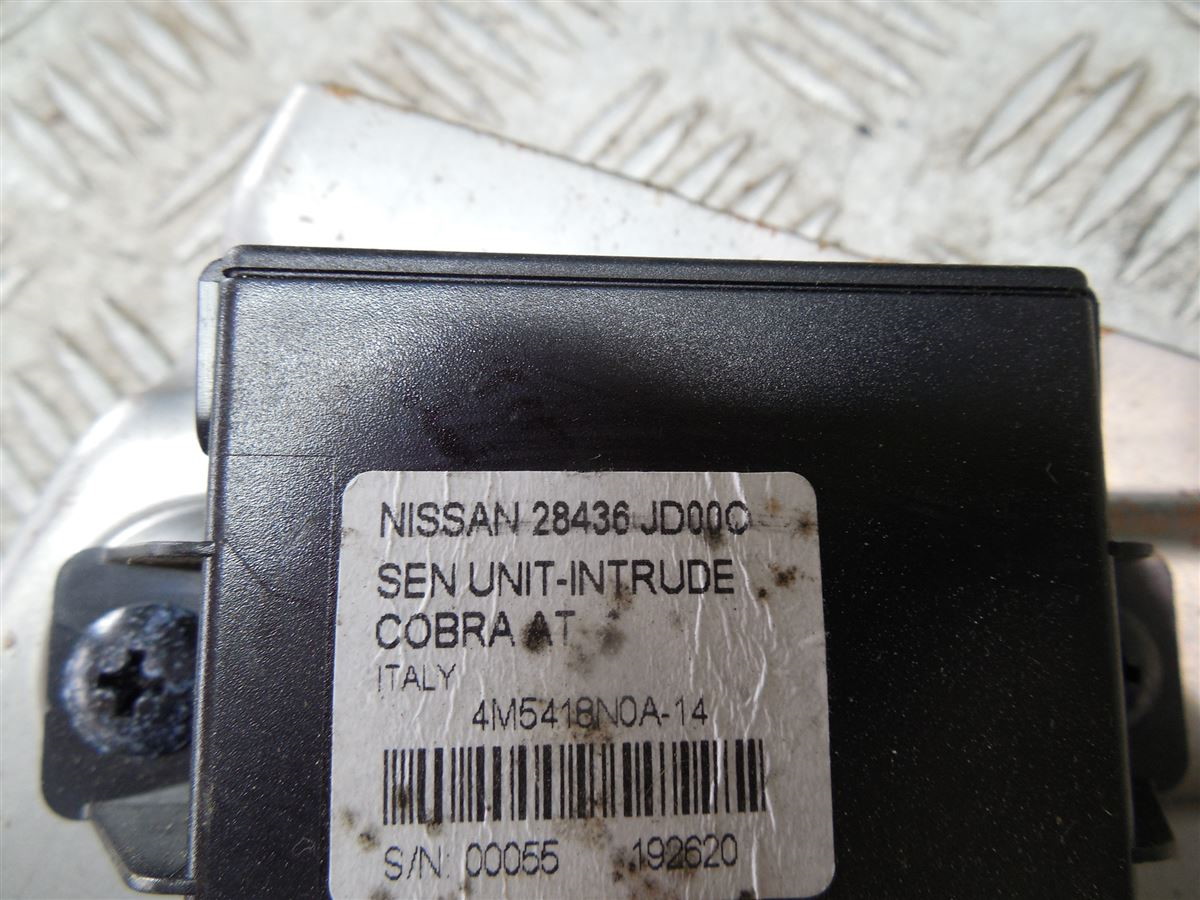 NISSAN 28436 JD00C
SEN UNIT-INTRUDE
COBRA AT
ITALY
4M5418N0A-14
S/N: 00055 192620